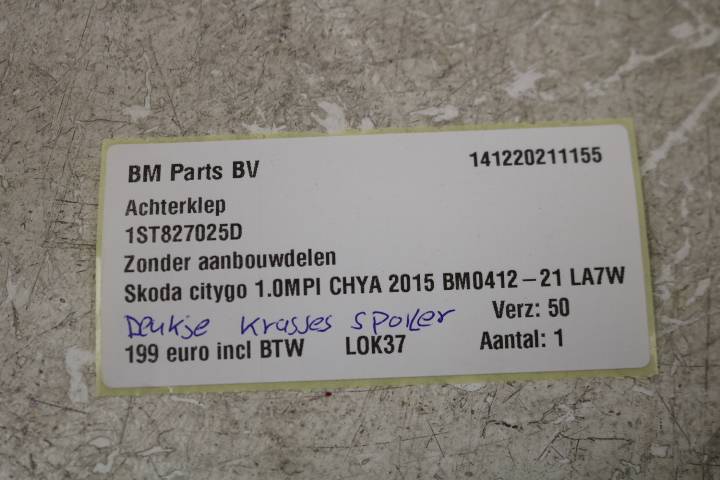 BM Parts BV 141220211155
Achterklep
1ST827025D
Zonder aanbouwdelen
Skoda citygo 1.0MPI CHYA 2015 BM0412-21 LA7W
Deukje krasses spoiler Verz: 50
199 euro incl BTW LOK37 Aantal: 1